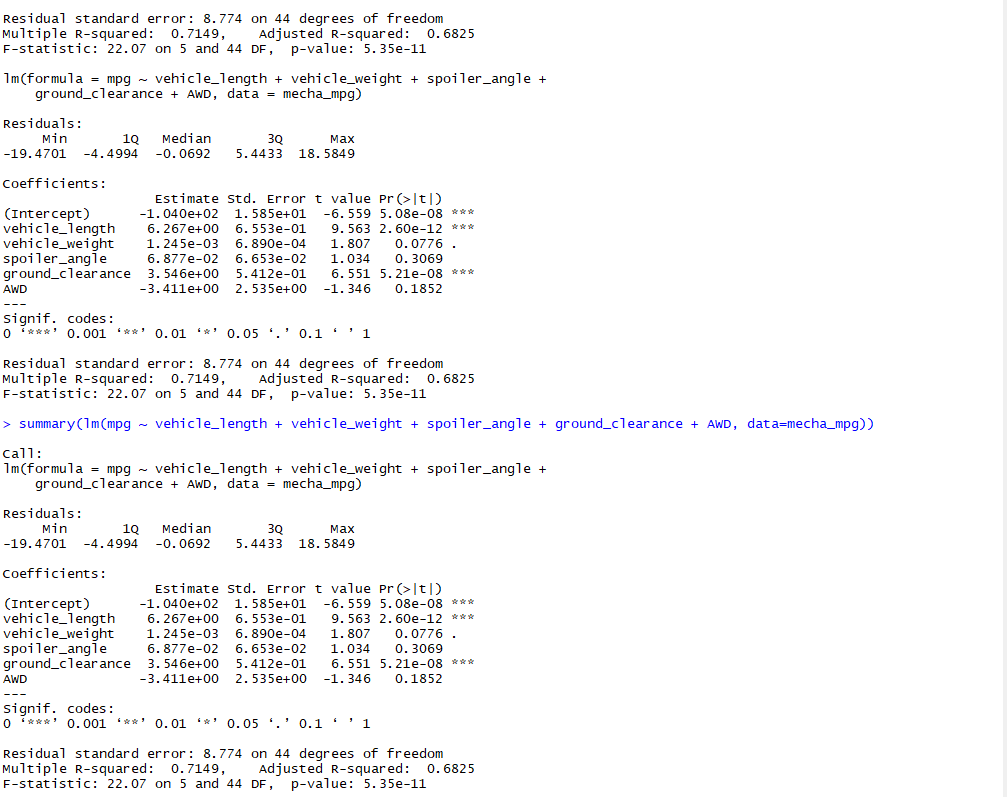 Residual standard error: 8.774 on 44 degrees of freedom
Multiple R-squared:  0.7149,    Adjusted R-squared:  0.6825
F-statistic: 22.07 on 5 and 44 DF,  p-value: 5.35e-11
lm(formula = mpg ~ vehicle_length + vehicle_weight + spoiler_angle +
    ground_clearance + AWD, data = mecha_mpg)
Residuals:
     Min       1Q   Median       3Q      Max
-19.4701  -4.4994  -0.0692   5.4433  18.5849
Coefficients:
                   Estimate Std. Error t value Pr(>|t|)
(Intercept)      -1.040e+02  1.585e+01  -6.559 5.08e-08 ***
vehicle_length    6.267e+00  6.553e-01   9.563 2.60e-12 ***
vehicle_weight    1.245e-03  6.890e-04   1.807   0.0776 .
spoiler_angle     6.877e-02  6.653e-02   1.034   0.3069
ground_clearance  3.546e+00  5.412e-01   6.551 5.21e-08 ***
AWD              -3.411e+00  2.535e+00  -1.346   0.1852
---
Signif. codes:
0 ‘***’ 0.001 ‘**’ 0.01 ‘*’ 0.05 ‘.’ 0.1 ‘ ’ 1
Residual standard error: 8.774 on 44 degrees of freedom
Multiple R-squared:  0.7149,    Adjusted R-squared:  0.6825
F-statistic: 22.07 on 5 and 44 DF,  p-value: 5.35e-11
> summary(lm(mpg ~ vehicle_length + vehicle_weight + spoiler_angle + ground_clearance + AWD, data=mecha_mpg))
Call:
lm(formula = mpg ~ vehicle_length + vehicle_weight + spoiler_angle +
    ground_clearance + AWD, data = mecha_mpg)
Residuals:
     Min       1Q   Median       3Q      Max
-19.4701  -4.4994  -0.0692   5.4433  18.5849
Coefficients:
                   Estimate Std. Error t value Pr(>|t|)
(Intercept)      -1.040e+02  1.585e+01  -6.559 5.08e-08 ***
vehicle_length    6.267e+00  6.553e-01   9.563 2.60e-12 ***
vehicle_weight    1.245e-03  6.890e-04   1.807   0.0776 .
spoiler_angle     6.877e-02  6.653e-02   1.034   0.3069
ground_clearance  3.546e+00  5.412e-01   6.551 5.21e-08 ***
AWD              -3.411e+00  2.535e+00  -1.346   0.1852
---
Signif. codes:
0 ‘***’ 0.001 ‘**’ 0.01 ‘*’ 0.05 ‘.’ 0.1 ‘ ’ 1
Residual standard error: 8.774 on 44 degrees of freedom
Multiple R-squared:  0.7149,    Adjusted R-squared:  0.6825
F-statistic: 22.07 on 5 and 44 DF,  p-value: 5.35e-11